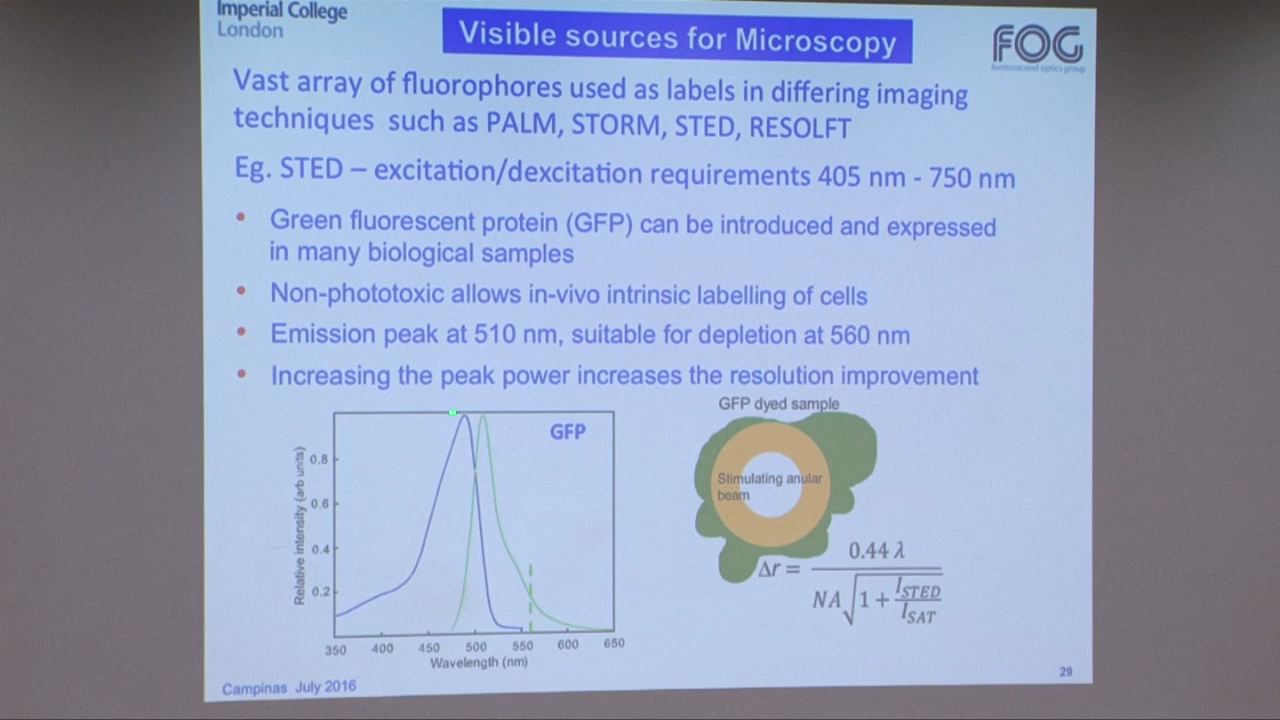 Imperial College
London
Visible sources for Microscopy
FOG
femtosecond optics group
Vast array of fluorophores used as labels in differing imaging
techniques such as PALM, STORM, STED, RESOLFT
Eg. STED – excitation/dexcitation requirements 405 nm - 750 nm
• Green fluorescent protein (GFP) can be introduced and expressed
in many biological samples
• Non-phototoxic allows in-vivo intrinsic labelling of cells
• Emission peak at 510 nm, suitable for depletion at 560 nm
• Increasing the peak power increases the resolution improvement
GFP dyed sample
GFP
Stimulating anular
beam
Relative intensity (arb units)
0.8
0.6
0.4
0.2
350 400 450 500 550 600 650
Wavelength (nm)
Δr = 0.44 λ / NA √(1 + I_STED / I_SAT)
Campinas July 2016
29